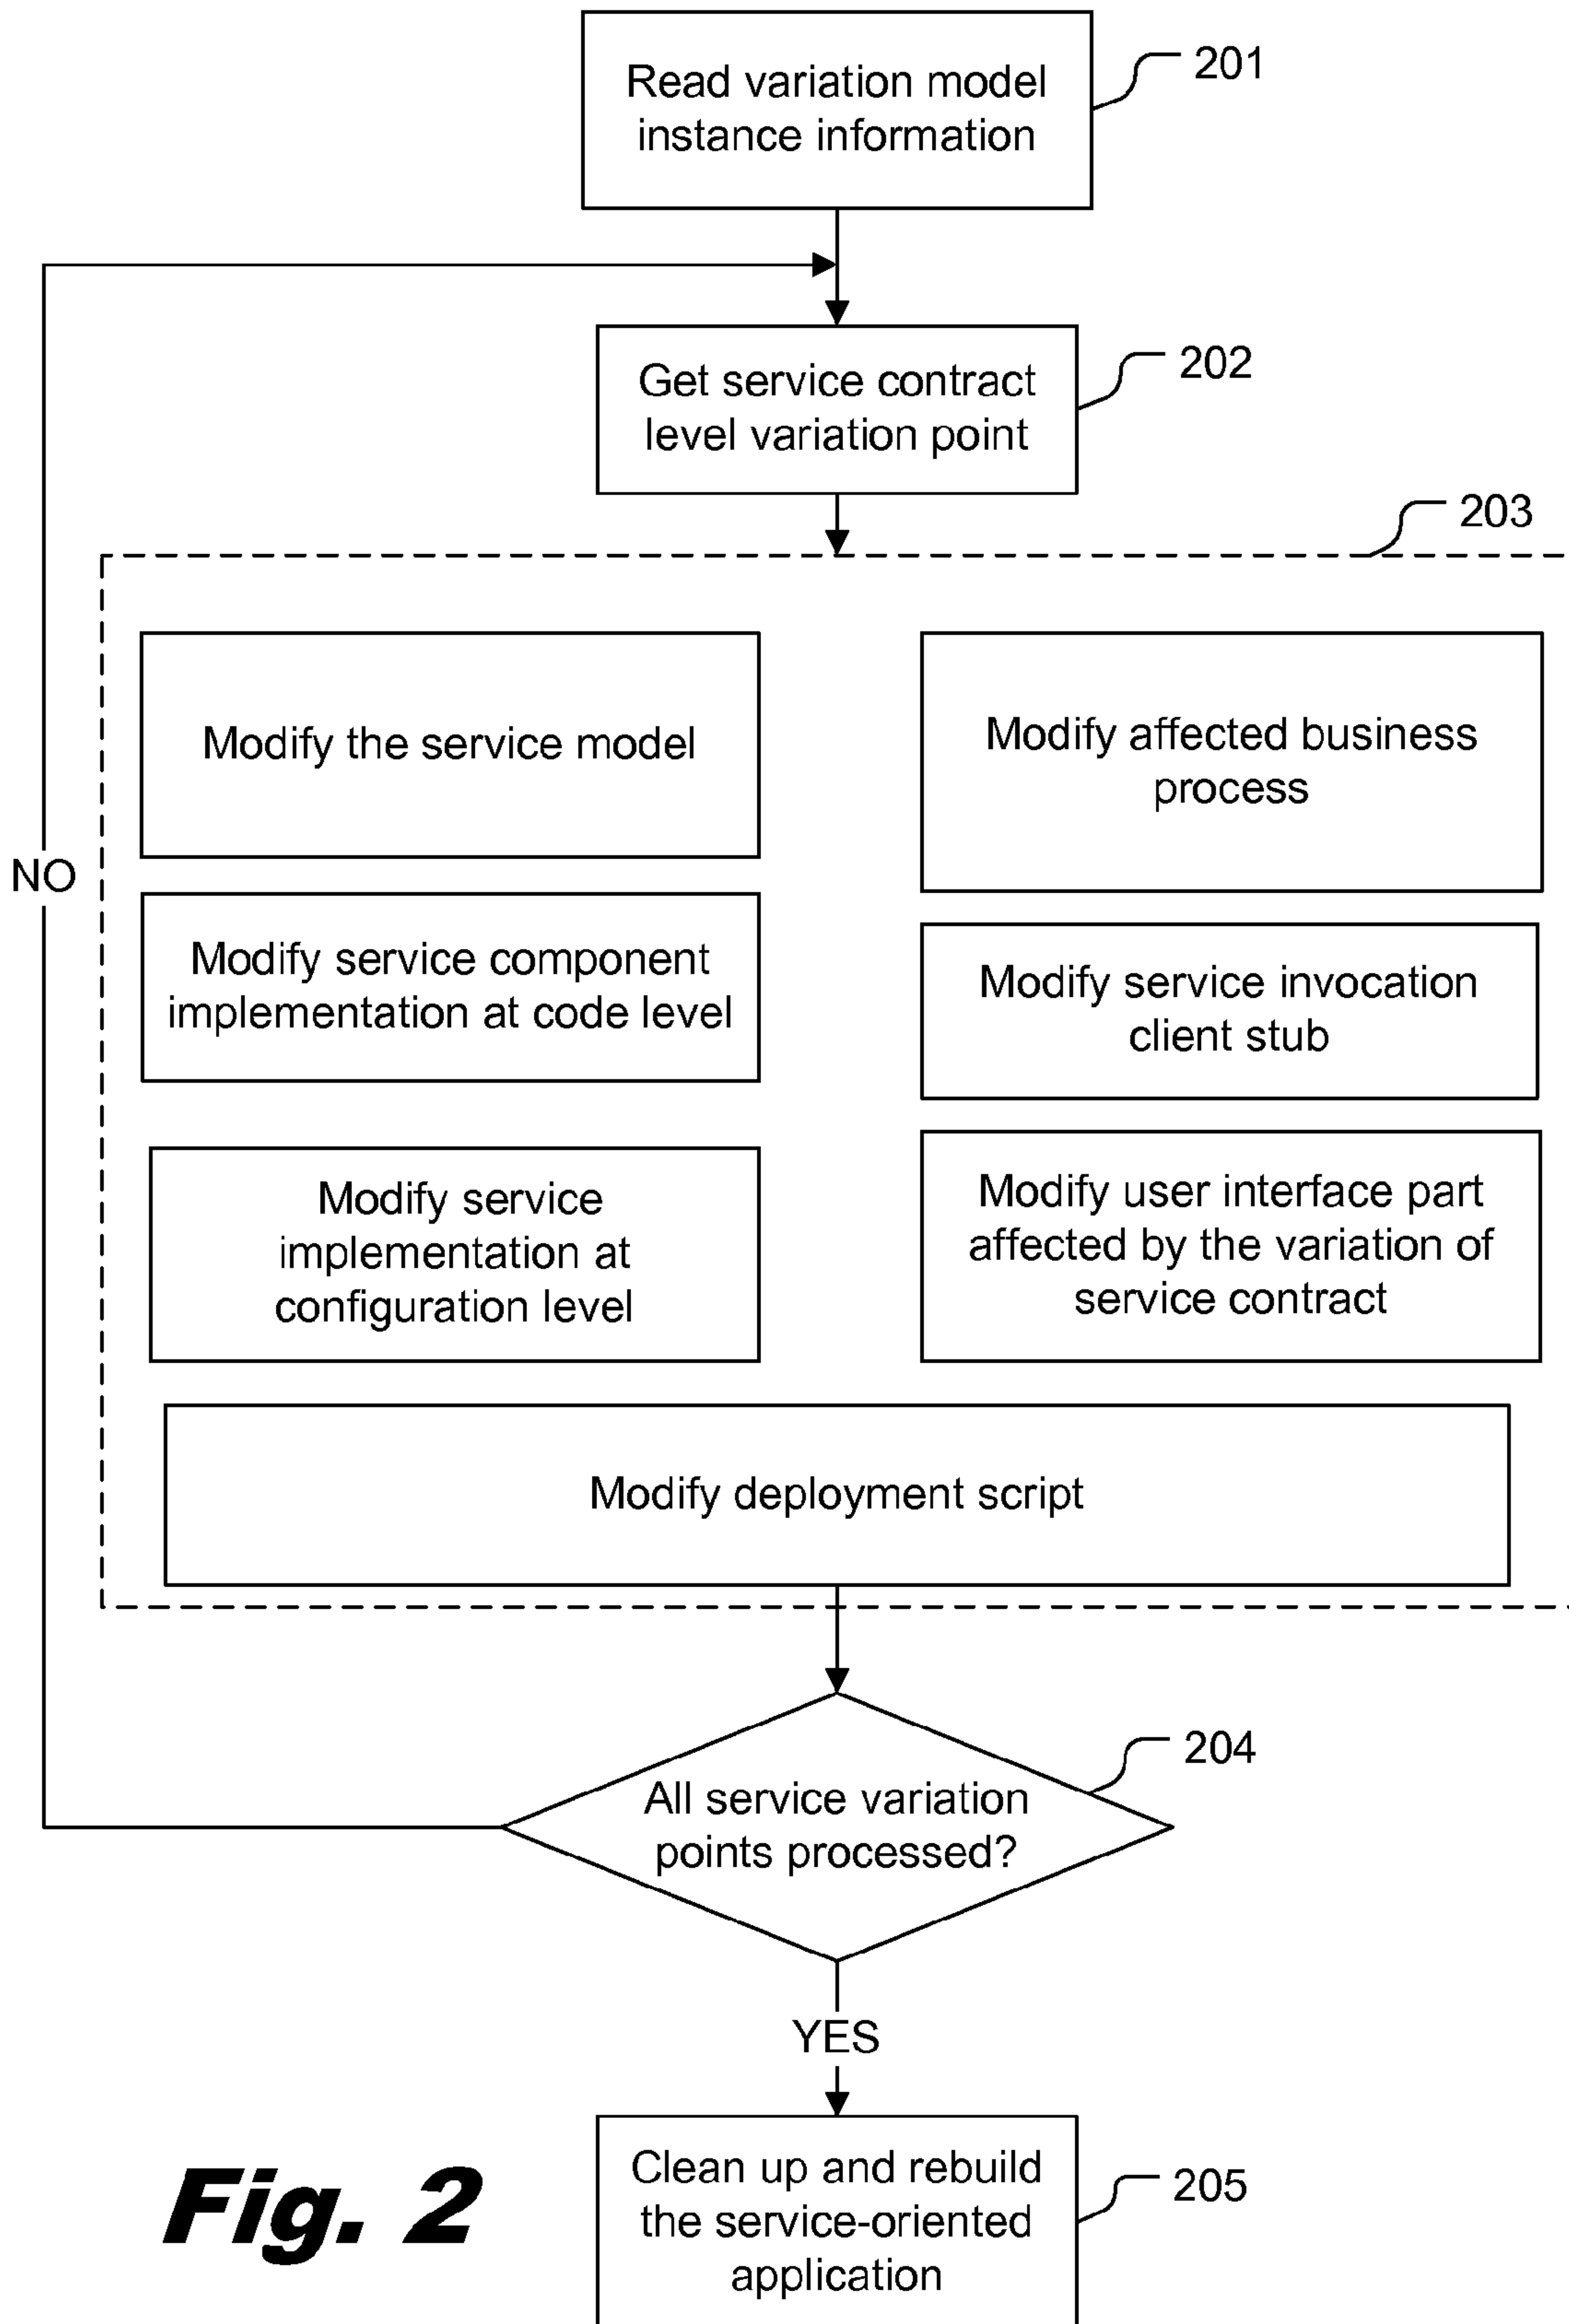 Read variation model
instance information
201
Get service contract
level variation point
202
203
Modify the service model
Modify affected business
process
NO
Modify service component
implementation at code level
Modify service invocation
client stub
Modify service
implementation at
configuration level
Modify user interface part
affected by the variation of
service contract
Modify deployment script
All service variation
points processed?
204
YES
Clean up and rebuild
the service-oriented
application
205
Fig. 2